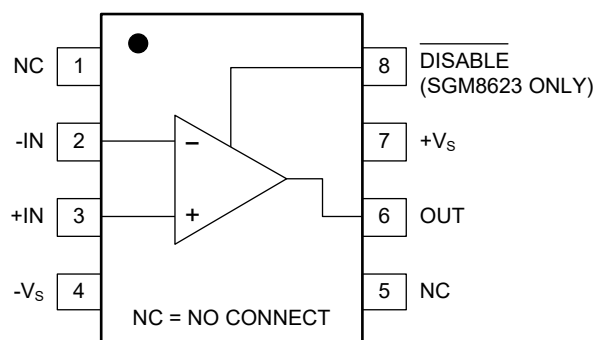 NC 1
8 DISABLE
(SGM8623 ONLY)
-IN 2 −
7 +VS
+IN 3 +
6 OUT
-VS 4
5 NC
NC = NO CONNECT